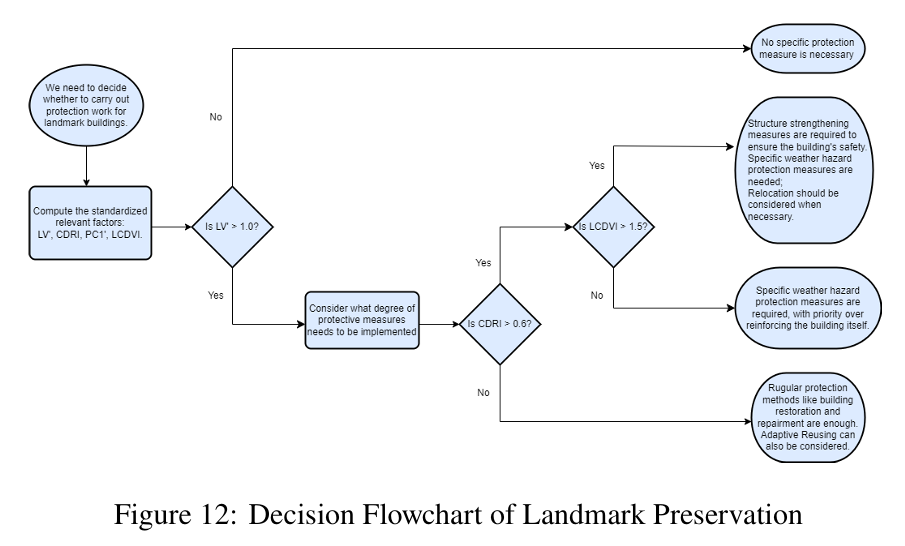 No specific protection
measure is necessary
We need to decide
whether to carry out
protection work for
landmark buildings.
No
Structure strengthening
measures are required to
ensure the building's safety.
Specific weather hazard
protection measures are
needed;
Relocation should be
considered when
necessary.
Yes
Compute the standardized
relevant factors:
LV', CDRI, PC1', LCDVI.
Is LV' > 1.0?
Is LCDVI > 1.5?
Yes
Yes
No
Consider what degree of
protective measures
needs to be implemented
Is CDRI > 0.6?
Specific weather hazard
protection measures are
required, with priority over
reinforcing the building itself.
No
Rugular protection
methods like building
restoration and
repairment are enough.
Adaptive Reusing can
also be considered.
Figure 12: Decision Flowchart of Landmark Preservation